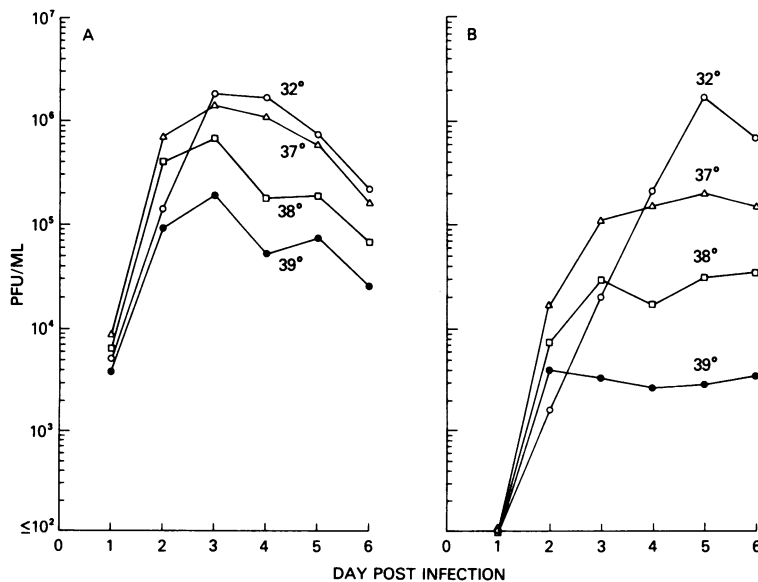 A
B
10⁷
10⁶
10⁵
10⁴
10³
≤10²
PFU/ML
32°
37°
38°
39°
32°
37°
38°
39°
0 1 2 3 4 5 6
0 1 2 3 4 5 6
DAY POST INFECTION